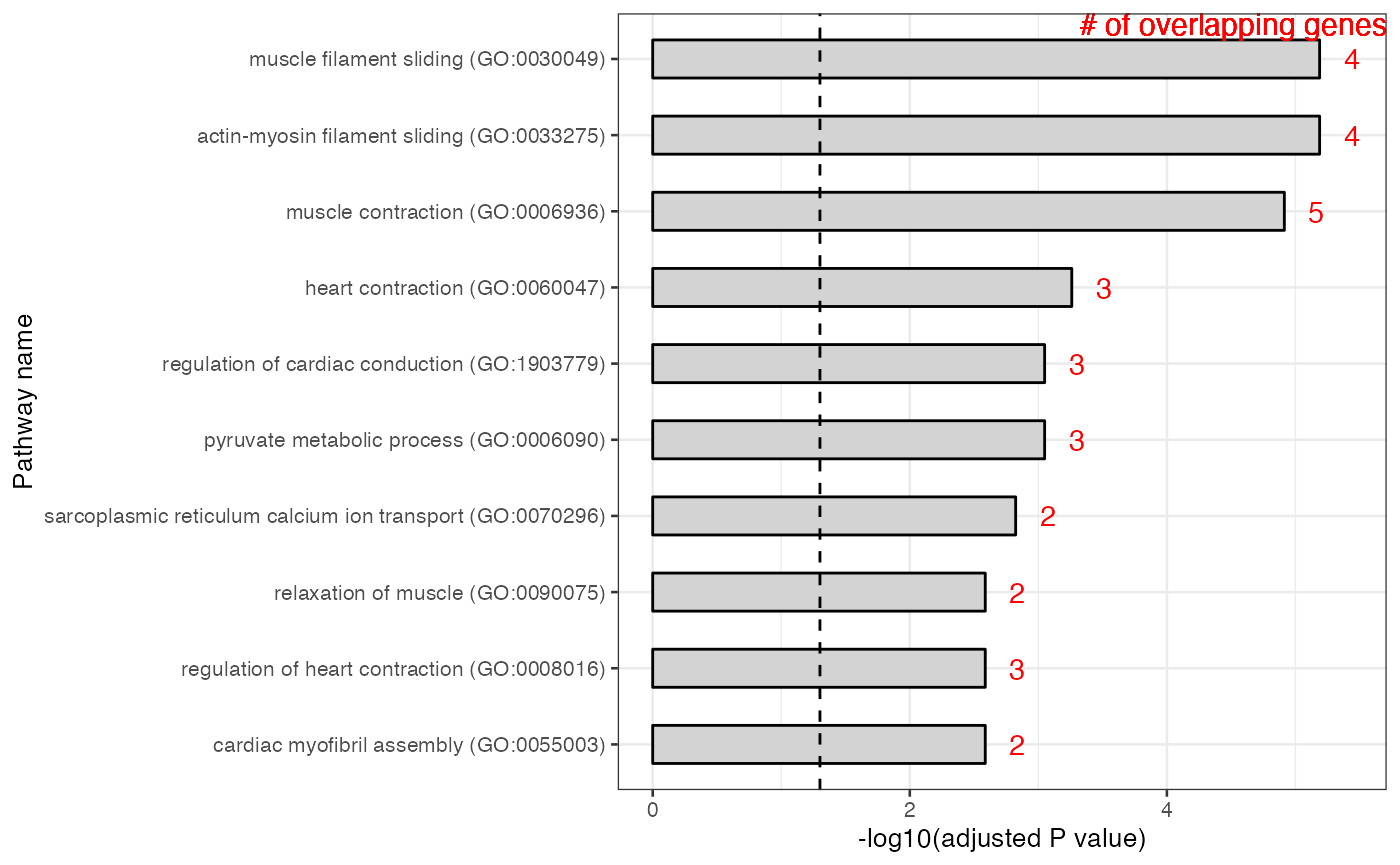 # of overlapping genes
muscle filament sliding (GO:0030049) 4
actin-myosin filament sliding (GO:0033275) 4
muscle contraction (GO:0006936) 5
heart contraction (GO:0060047) 3
regulation of cardiac conduction (GO:1903779) 3
pyruvate metabolic process (GO:0006090) 3
sarcoplasmic reticulum calcium ion transport (GO:0070296) 2
relaxation of muscle (GO:0090075) 2
regulation of heart contraction (GO:0008016) 3
cardiac myofibril assembly (GO:0055003) 2
Pathway name
0 2 4
-log10(adjusted P value)